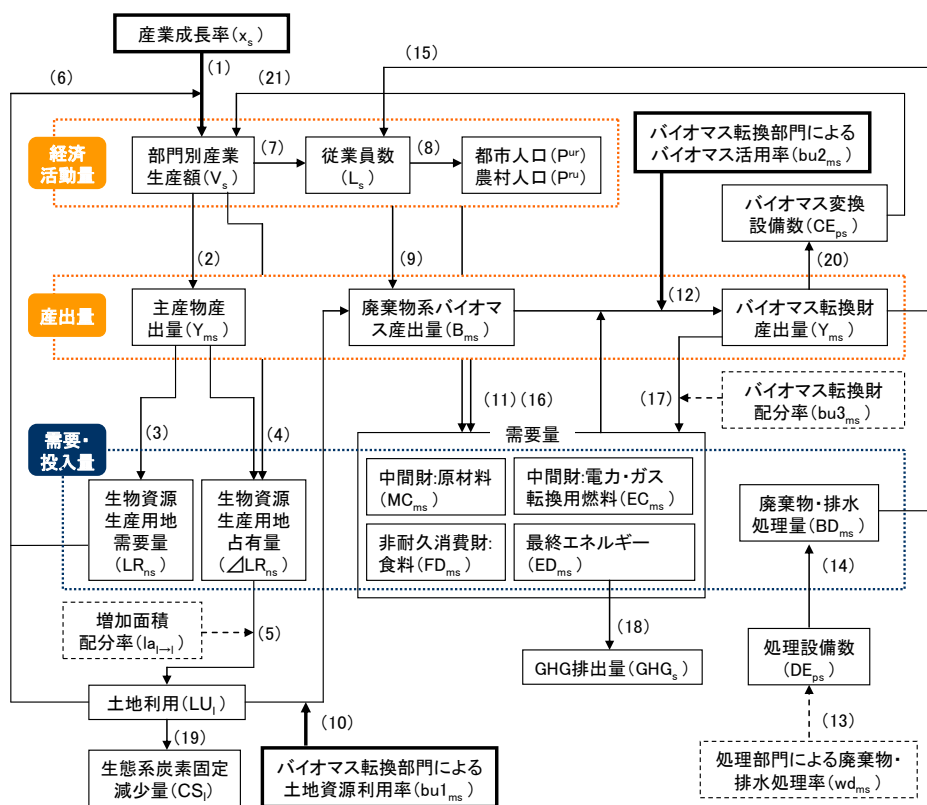 産業成長率(xs)
(6)
(1)
(21)
(15)
経済
活動量
部門別産業
生産額(Vs)
(7)
従業員数
(Ls)
(8)
都市人口(Pur)
農村人口(Pru)
バイオマス転換部門による
バイオマス活用率(bu2ms)
バイオマス変換
設備数(CEps)
(2)
(9)
(20)
(12)
産出量
主産物産
出量(Yms)
廃棄物系バイオマ
ス産出量(Bms)
バイオマス転換財
産出量(Yms)
(3)
(4)
(11)(16)
(17)
バイオマス転換財
配分率(bu3ms)
需要・
投入量
需要量
生物資源
生産用地
需要量
(LRns)
生物資源
生産用地
占有量
(⊿LRns)
中間財:原材料
(MCms)
中間財:電力・ガス
転換用燃料(ECms)
非耐久消費財:
食料(FDms)
最終エネルギー
(EDms)
廃棄物・排水
処理量(BDms)
(14)
増加面積
配分率(lal→l)
(5)
(18)
GHG排出量(GHGs)
処理設備数
(DEps)
土地利用(LUl)
(10)
(13)
(19)
生態系炭素固定
減少量(CSl)
バイオマス転換部門による
土地資源利用率(bu1ms)
処理部門による廃棄物・
排水処理率(wdms)